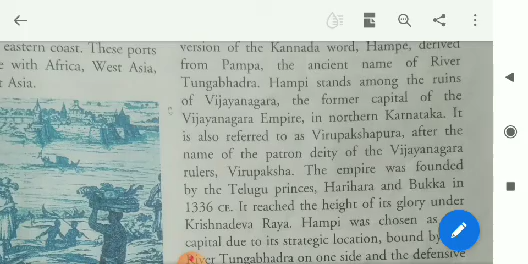 eastern coast. These ports
with Africa, West Asia,
Asia.
version of the Kannada word, Hampe, derived
from Pampa, the ancient name of River
Tungabhadra. Hampi stands among the ruins
of Vijayanagara, the former capital of the
Vijayanagara Empire, in northern Karnataka. It
is also referred to as Virupakshapura, after the
name of the patron deity of the Vijayanagara
rulers, Virupaksha. The empire was founded
by the Telugu princes, Harihara and Bukka in
1336 CE. It reached the height of its glory under
Krishnadeva Raya. Hampi was chosen as
capital due to its strategic location, bound by
River Tungabhadra on one side and the defensive